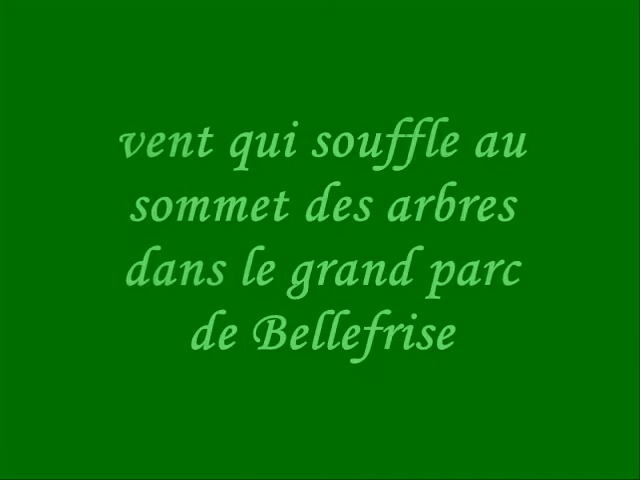 vent qui souffle au
sommet des arbres
dans le grand parc
de Bellefrise